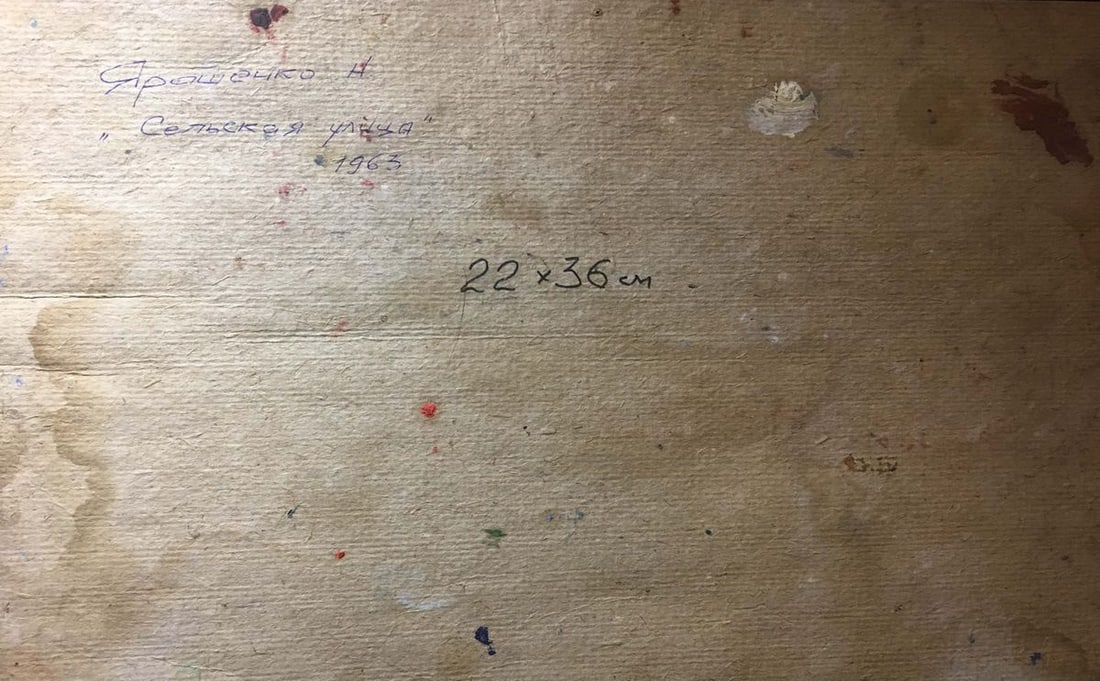 Ярошенко Н
„ Сельская улица"
1963
22 x 36 см .